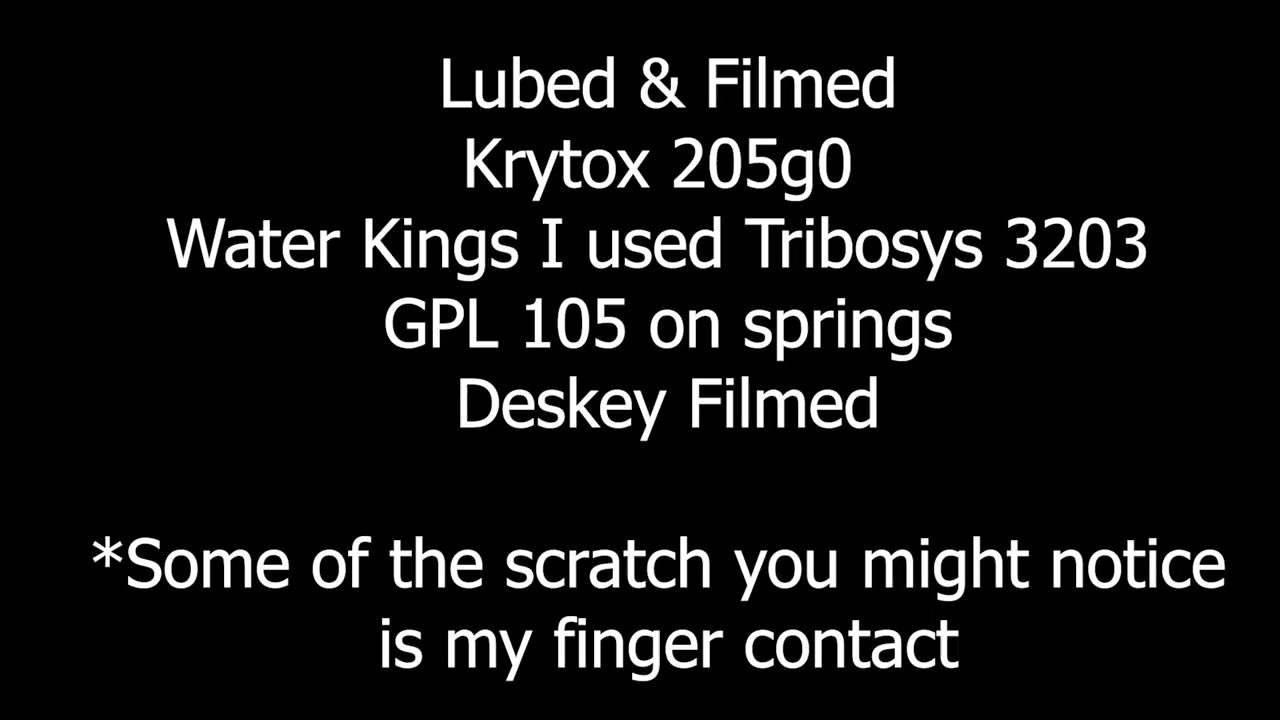 Lubed & Filmed
Krytox 205g0
Water Kings I used Tribosys 3203
GPL 105 on springs
Deskey Filmed
*Some of the scratch you might notice
is my finger contact